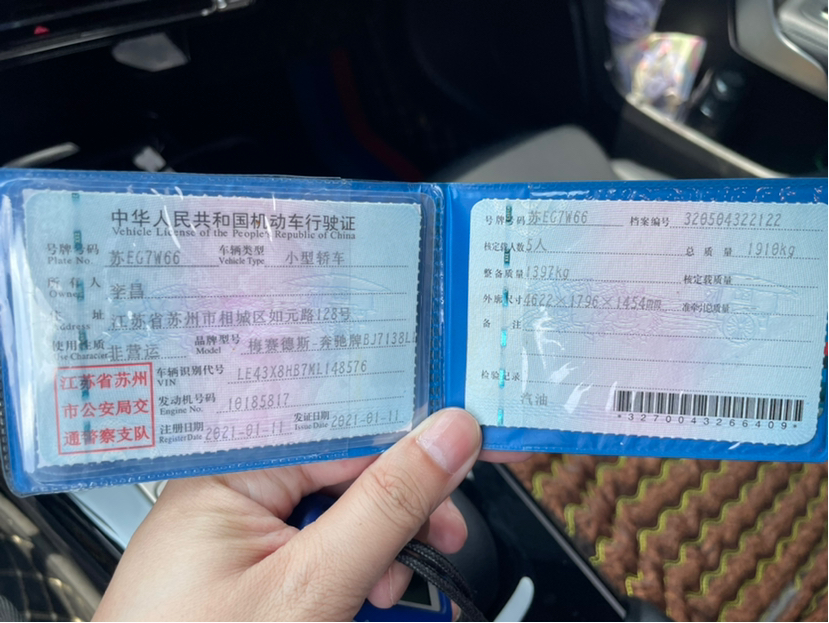 中华人民共和国机动车行驶证
Vehicle License of the People's Republic of China
号牌号码 苏EG7W66 车辆类型 小型轿车
Plate No. Vehicle Type
所有人 李昌
Owner
住址 江苏省苏州市相城区如元路128号
Address
使用性质 非营运 品牌型号 梅赛德斯-奔驰牌BJ7138L
Use Character Model
江苏省苏州
市公安局交
通警察支队
车辆识别代号 LE43X8HB7ML148576
VIN
发动机号码 10185817
Engine No.
注册日期 2021-01-11 发证日期 2021-01-11
Register Date Issue Date
号牌号码 苏EG7W66 档案编号 320504322122
核定载人数 5人 总质量 1910kg
整备质量 1397kg 核定载质量
外廓尺寸 4622×1796×1454mm 准牵引总质量
备注
检验记录
汽油
*3270043266409*